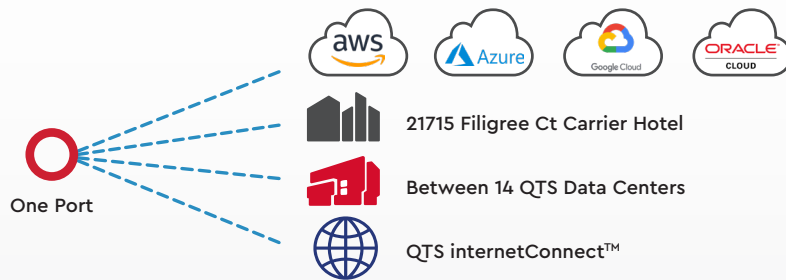 aws
Azure
Google Cloud
ORACLE
CLOUD
21715 Filigree Ct Carrier Hotel
Between 14 QTS Data Centers
One Port
QTS internetConnect™